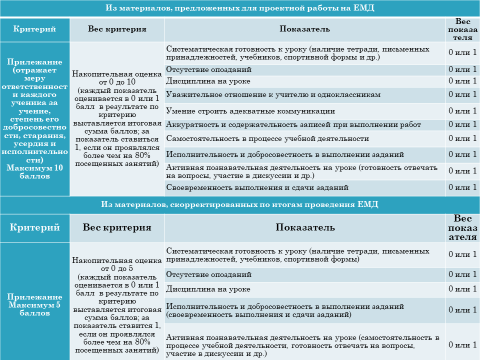 Из материалов, предложенных для проектной работы на ЕМД
Критерий
Вес критерия
Показатель
Вес
показа
теля
Прилежание
(отражает
меру
ответственност
и каждого
ученика за
учение,
степень его
добросовестно
сти, старания,
усердия и
исполнительно
сти)
Максимум 10
баллов
Накопительная оценка
от 0 до 10
(каждый показатель
оценивается в 0 или 1
балл  в результате по
критерию
выставляется итоговая
сумма баллов; за
показатель ставиться
1, если он проявлялся
более чем на 80%
посещенных занятий)
Систематическая готовность к уроку (наличие тетради, письменных
принадлежностей, учебников, спортивной формы и др.)
0 или 1
Отсутствие опозданий
0 или 1
Дисциплина на уроке
0 или 1
Уважительное отношение к учителю и одноклассникам
0 или 1
Умение строить адекватные коммуникации
0 или 1
Аккуратность и содержательность записей при выполнении работ
0 или 1
Самостоятельность в процессе учебной деятельности
0 или 1
Исполнительность и добросовестность в выполнении заданий
0 или 1
Активная познавательная деятельность на уроке (готовность отвечать
на вопросы, участие в дискуссии и др.)
0 или 1
Своевременность выполнения и сдачи заданий
0 или 1
Из материалов, скорректированных по итогам проведения ЕМД
Критерий
Вес критерия
Показатель
Вес
показ
ателя
Прилежание
Максимум 5
баллов
Накопительная оценка
от 0 до 5
(каждый показатель
оценивается в 0 или 1
балл  в результате по
критерию
выставляется итоговая
сумма баллов; за
показатель ставится 1,
если он проявлялся
более чем на 80%
посещенных занятий)
Систематическая готовность к уроку (наличие тетради, письменных
принадлежностей, учебников, спортивной формы)
0 или 1
Отсутствие опозданий
0 или 1
Дисциплина на уроке
0 или 1
Исполнительность и добросовестность в выполнении заданий
(своевременность выполнения и сдачи заданий)
0 или 1
Активная познавательная деятельность на уроке (самостоятельность в
процессе учебной деятельности, готовность отвечать на вопросы,
участие в дискуссии и др.)
0 или 1